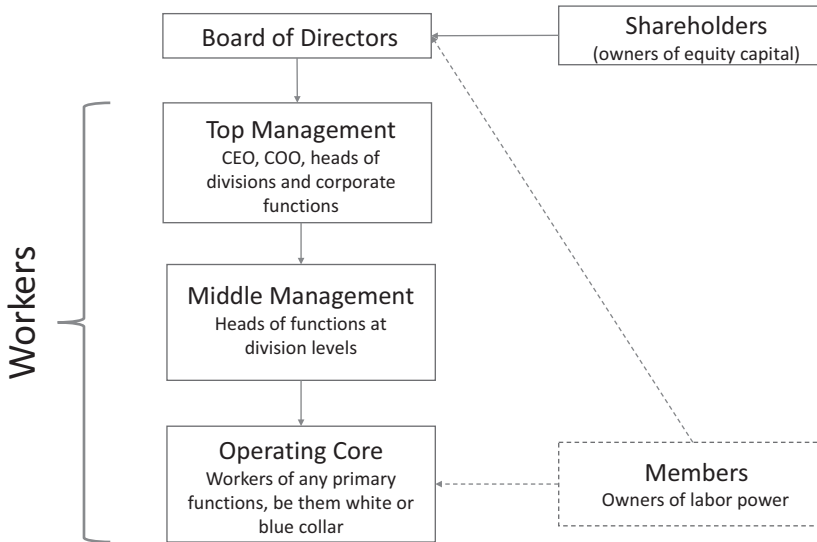 Board of Directors
Shareholders
(owners of equity capital)
Workers
Top Management
CEO, COO, heads of
divisions and corporate
functions
Middle Management
Heads of functions at
division levels
Operating Core
Workers of any primary
functions, be them white or
blue collar
Members
Owners of labor power